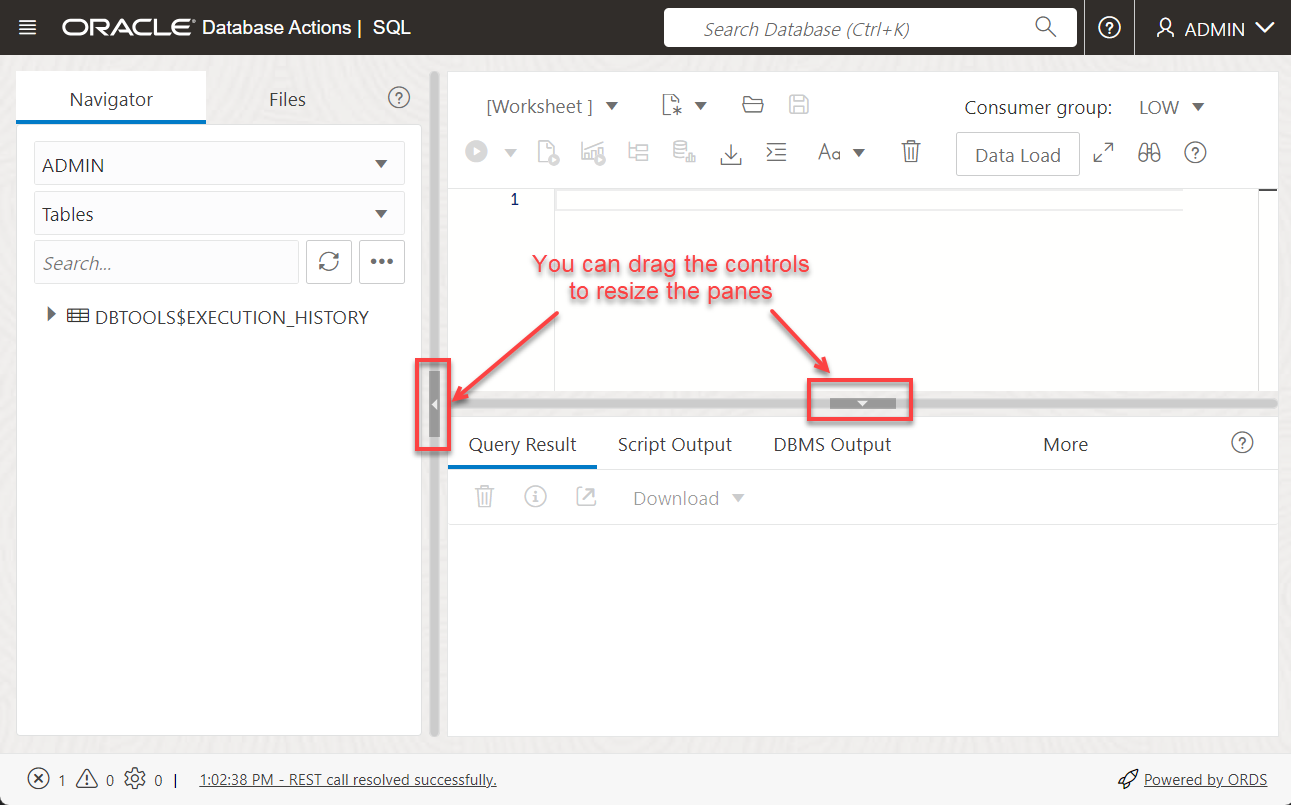 ORACLE Database Actions | SQL
Search Database (Ctrl+K)
ADMIN
Navigator
Files
ADMIN
Tables
Search...
DBTOOLS$EXECUTION_HISTORY
[Worksheet ]
Consumer group: LOW
Aa
Data Load
1
You can drag the controls
to resize the panes
Query Result
Script Output
DBMS Output
More
Download
1 0 0 | 1:02:38 PM - REST call resolved successfully.
Powered by ORDS